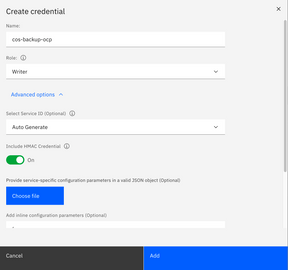 Create credential
Name:
cos-backup-ocp
Role:
Writer
Advanced options
Select Service ID (Optional)
Auto Generate
Include HMAC Credential
On
Provide service-specific configuration parameters in a valid JSON object (Optional)
Choose file
Add inline configuration parameters (Optional)
Cancel
Add